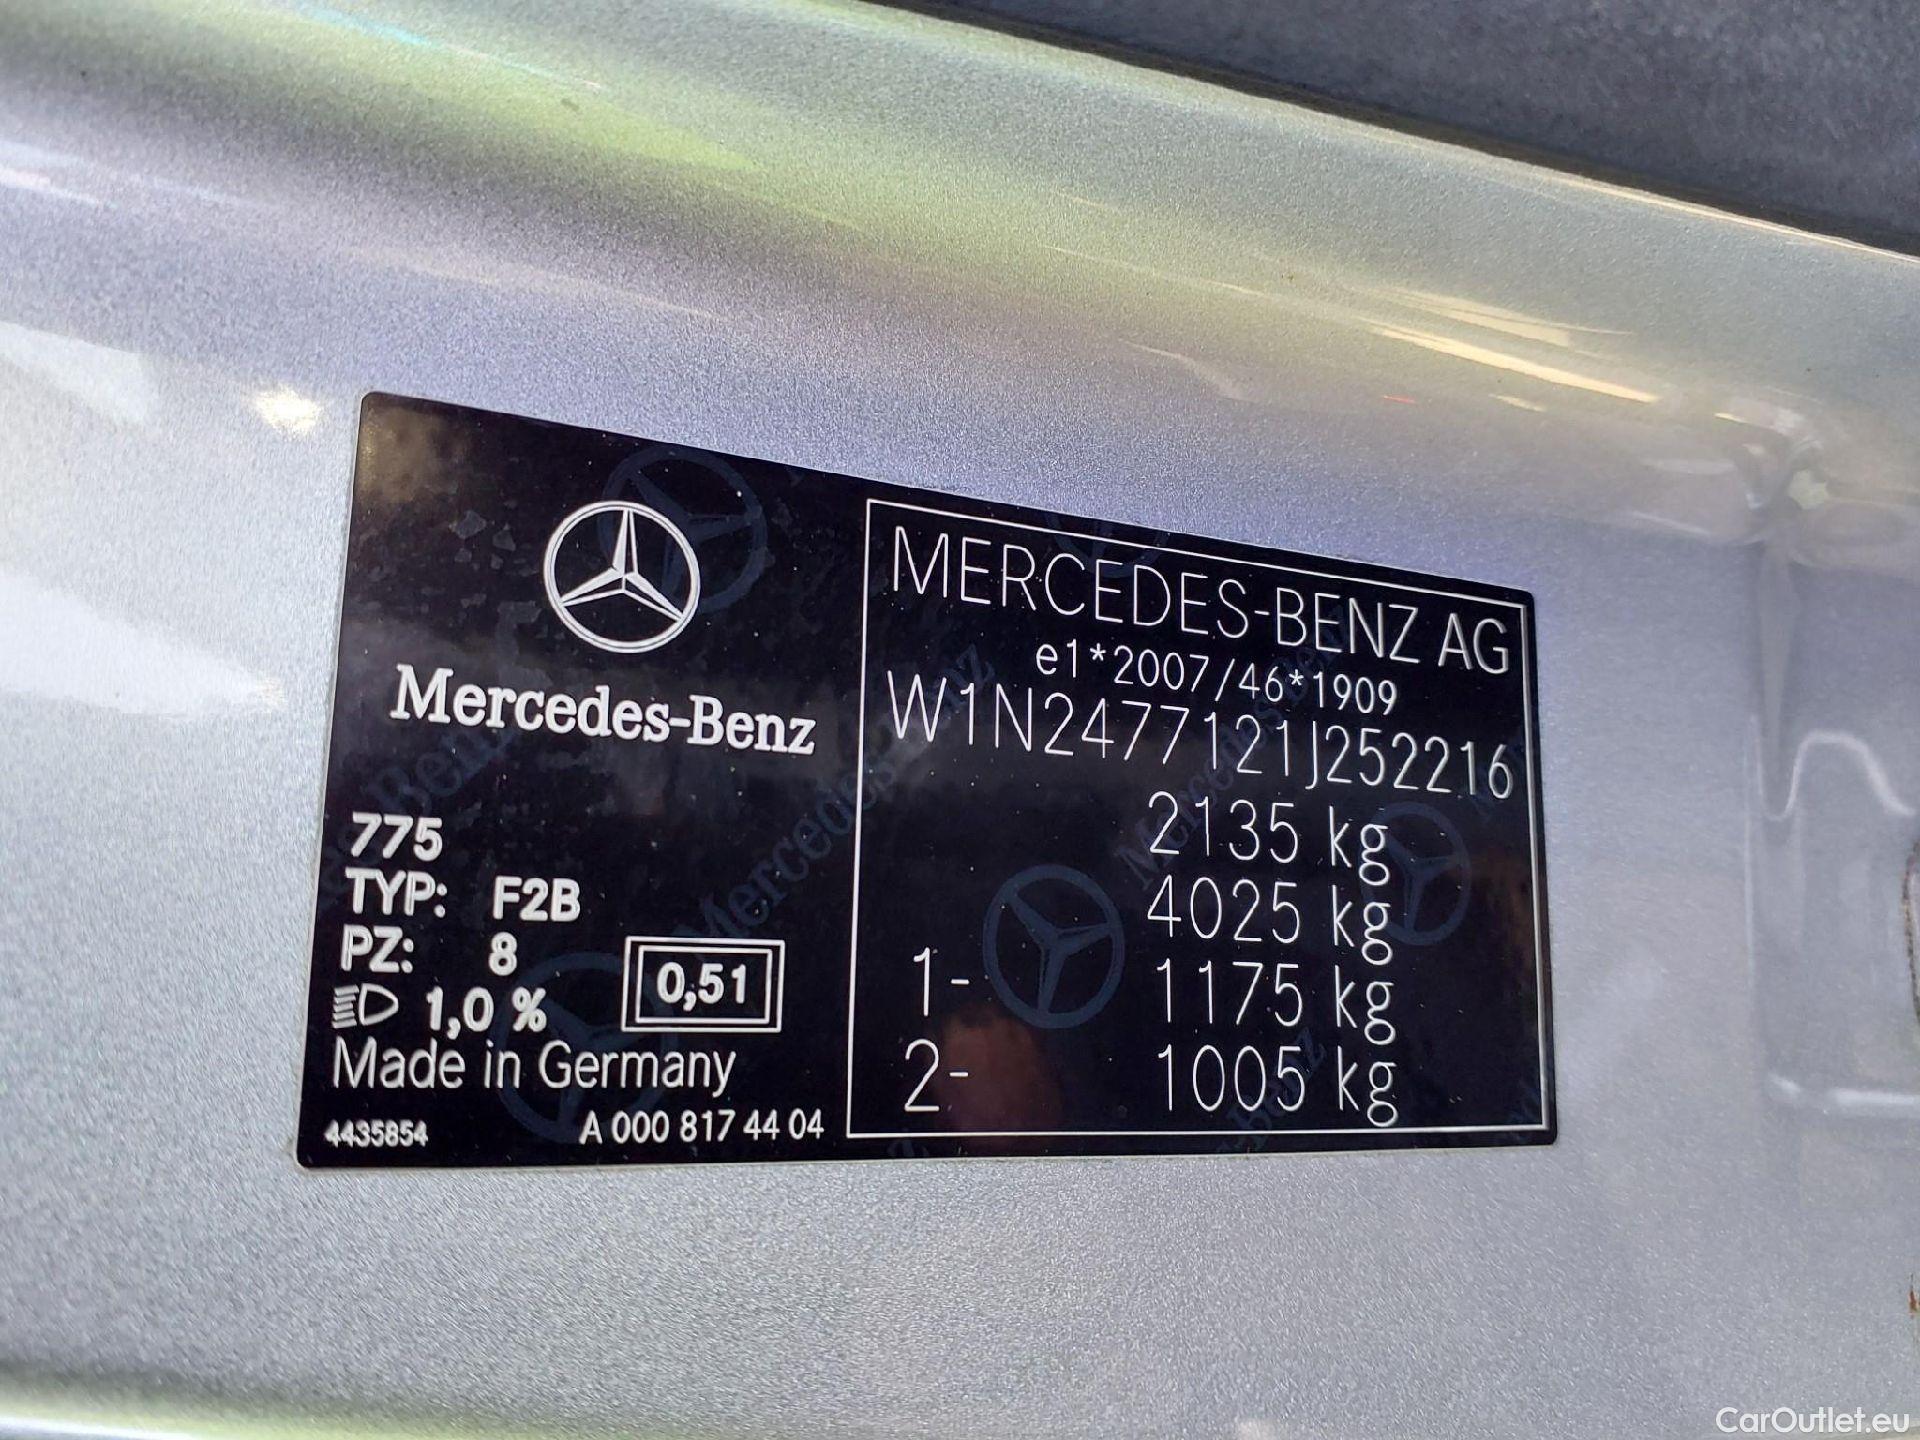 Mercedes-Benz
775
TYP: F2B
PZ: 8
1,0 %
0,51
Made in Germany
4435854
A 000 817 44 04
MERCEDES-BENZ AG
e1*2007/46*1909
W1N2477121J252216
2135 kg
4025 kg
1- 1175 kg
2- 1005 kg
CarOutlet.eu